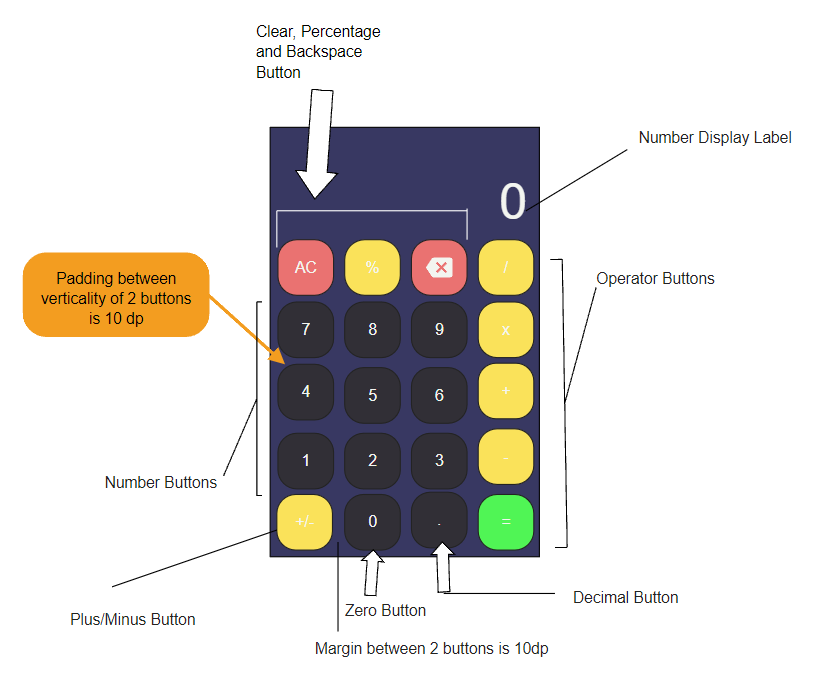 Clear, Percentage
and Backspace
Button
Number Display Label
0
AC
%
/
Operator Buttons
Padding between
verticality of 2 buttons
is 10 dp
7
8
9
x
4
5
6
+
1
2
3
-
Number Buttons
+/-
0
.
=
Plus/Minus Button
Zero Button
Decimal Button
Margin between 2 buttons is 10dp